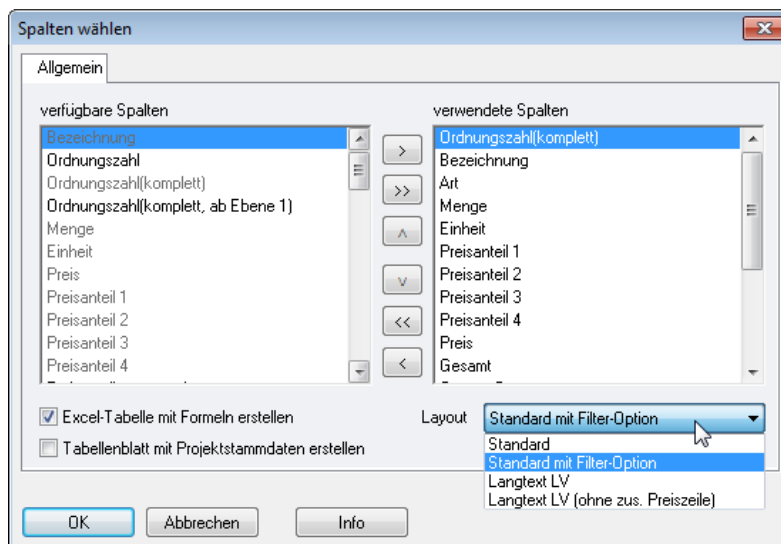 Spalten wählen
Allgemein
verfügbare Spalten
Bezeichnung
Ordnungszahl
Ordnungszahl(komplett)
Ordnungszahl(komplett, ab Ebene 1)
Menge
Einheit
Preis
Preisanteil 1
Preisanteil 2
Preisanteil 3
Preisanteil 4
>
>>
^
v
<<
<
verwendete Spalten
Ordnungszahl(komplett)
Bezeichnung
Art
Menge
Einheit
Preisanteil 1
Preisanteil 2
Preisanteil 3
Preisanteil 4
Preis
Gesamt
Excel-Tabelle mit Formeln erstellen
Tabellenblatt mit Projektstammdaten erstellen
Layout
Standard mit Filter-Option
Standard
Standard mit Filter-Option
Langtext LV
Langtext LV (ohne zus. Preiszeile)
OK
Abbrechen
Info